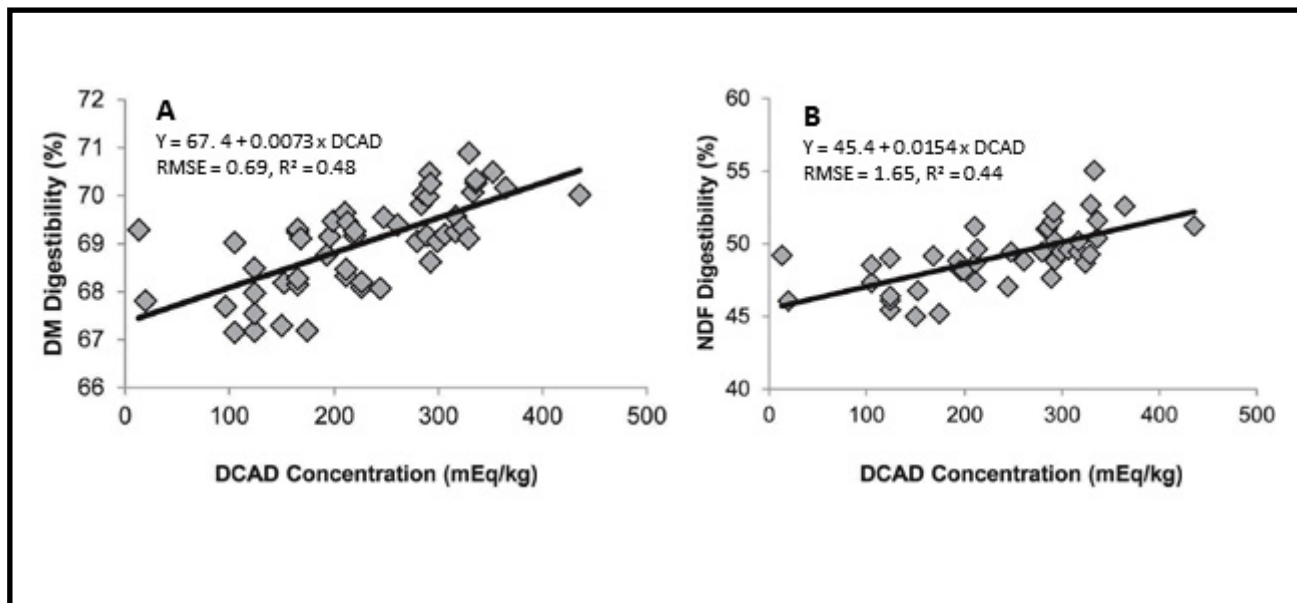 A
Y = 67. 4 + 0.0073 x DCAD
RMSE = 0.69, R² = 0.48
DM Digestibility (%)
72
71
70
69
68
67
66
0 100 200 300 400 500
DCAD Concentration (mEq/kg)
B
Y = 45.4 + 0.0154 x DCAD
RMSE = 1.65, R² = 0.44
NDF Digestibility (%)
60
55
50
45
40
0 100 200 300 400 500
DCAD Concentration (mEq/kg)